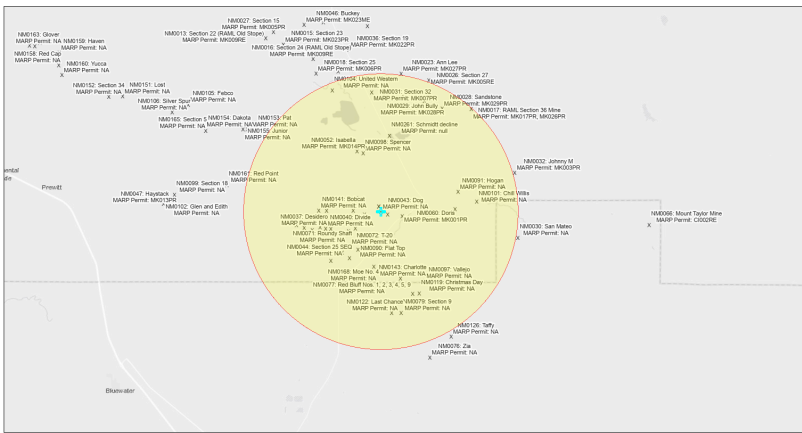 NM0046: Buckey
MARP Permit: MK023ME
NM0027: Section 15
MARP Permit: MK005PR
NM0013: Section 22 (RAML Old Stope)
MARP Permit: MK009RE
NM0015: Section 23
MARP Permit: MK023PR
NM0036: Section 19
MARP Permit: MK022PR
NM0016: Section 24 (RAML Old Stope)
MARP Permit: MK009RE
NM0163: Glover
MARP Permit: NA
NM0159: Haven
MARP Permit: NA
NM0158: Red Cap
MARP Permit: NA
NM0160: Yucca
MARP Permit: NA
NM0018: Section 25
MARP Permit: MK006PR
NM0023: Ann Lee
MARP Permit: MK027PR
NM0026: Section 27
MARP Permit: MK005RE
NM0104: United Western
MARP Permit: NA
NM0152: Section 34
MARP Permit: NA
NM0151: Lost
MARP Permit: NA
NM0031: Section 32
MARP Permit: MK007PR
NM0105: Febco
MARP Permit: NA
NM0028: Sandstone
MARP Permit: MK029PR
NM0106: Silver Spur
MARP Permit: NA
NM0029: John Bully
MARP Permit: MK028PR
NM0017: RAML Section 36 Mine
MARP Permit: MK017PR, MK026PR
NM0165: Section 5
MARP Permit: NA
NM0154: Dakota
MARP Permit: NA
NM0153: Pat
MARP Permit: NA
NM0155: Junior
MARP Permit: NA
NM0261: Schmidt decline
MARP Permit: null
NM0052: Isabella
MARP Permit: MK014PR
NM0098: Spencer
MARP Permit: NA
NM0032: Johnny M
MARP Permit: MK003PR
NM0161: Red Point
MARP Permit: NA
NM0099: Section 18
MARP Permit: NA
NM0091: Hogan
MARP Permit: NA
Prewitt
NM0047: Haystack
MARP Permit: MK013PR
NM0101: Chill Willis
MARP Permit: NA
NM0141: Bobcat
MARP Permit: NA
NM0043: Dog
MARP Permit: NA
NM0102: Glen and Edith
MARP Permit: NA
NM0066: Mount Taylor Mine
MARP Permit: CI002RE
NM0060: Doris
MARP Permit: MK001PR
NM0037: Desidero
MARP Permit: NA
NM0040: Divide
MARP Permit: NA
NM0030: San Mateo
MARP Permit: NA
NM0071: Roundy Shaft
MARP Permit: NA
NM0072: T-20
MARP Permit: NA
NM0044: Section 25 SEQ
MARP Permit: NA
NM0090: Flat Top
MARP Permit: NA
NM0143: Charlotte
MARP Permit: NA
NM0168: Moe No. 4
MARP Permit: NA
NM0097: Vallejo
MARP Permit: NA
NM0077: Red Bluff Nos. 1, 2, 3, 4, 5, 9
MARP Permit: NA
NM0119: Christmas Day
MARP Permit: NA
NM0122: Last Chance
MARP Permit: NA
NM0079: Section 9
MARP Permit: NA
NM0126: Taffy
MARP Permit: NA
NM0076: Zia
MARP Permit: NA
Bluewater